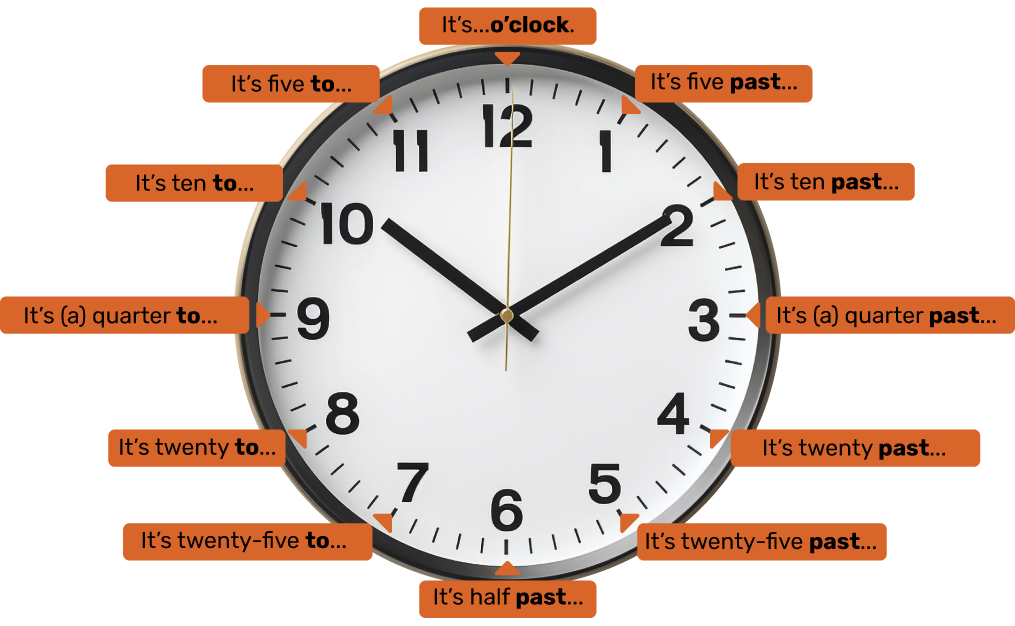 It's...o'clock.
It's five to...
It's five past...
12
11
1
It's ten to...
It's ten past...
10
2
It's (a) quarter to...
9
3
It's (a) quarter past...
8
4
It's twenty to...
It's twenty past...
7
5
6
It's twenty-five to...
It's twenty-five past...
It's half past...